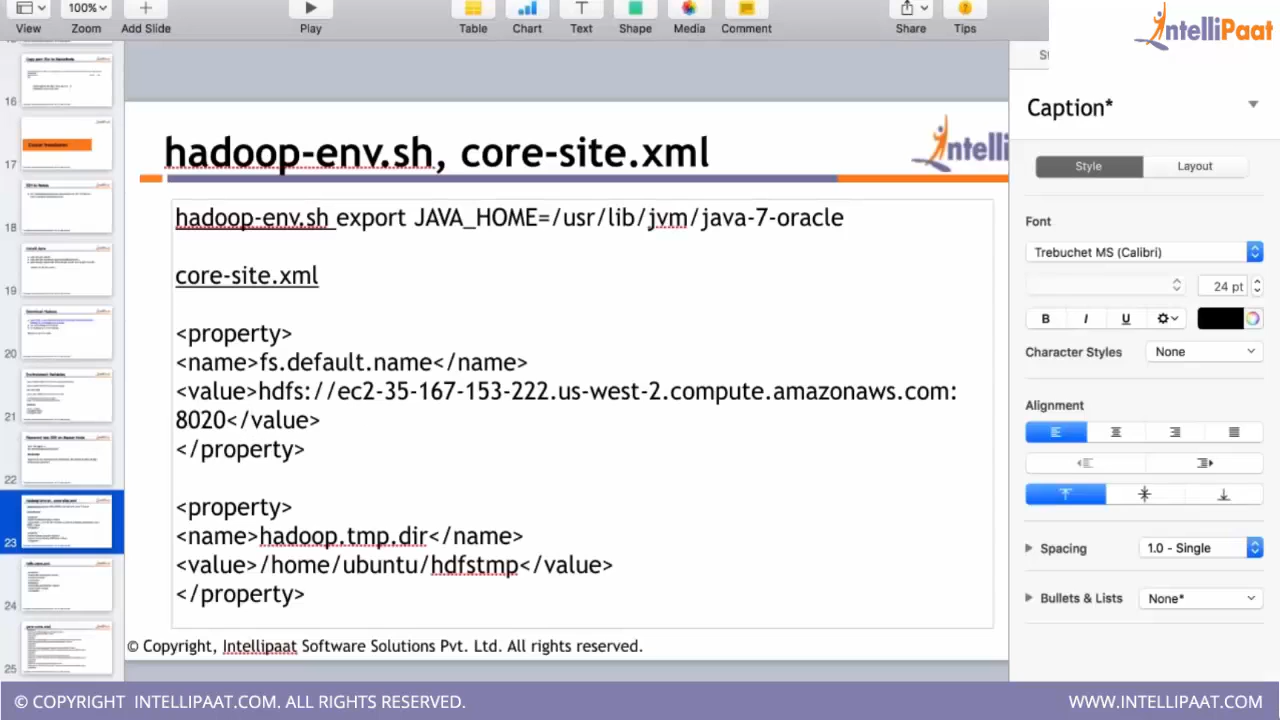 View
100%
Zoom
Add Slide
Play
Table
Chart
Text
Shape
Media
Comment
Share
Tips
IntelliPaat
16
17
18
19
20
21
22
23
24
25
hadoop-env.sh, core-site.xml
hadoop-env.sh export JAVA_HOME=/usr/lib/jvm/java-7-oracle
core-site.xml
<property>
<name>fs.default.name</name>
<value>hdfs://ec2-35-167-153-222.us-west-2.compute.amazonaws.com:
8020</value>
</property>
<property>
<name>hadoop.tmp.dir</name>
<value>/home/ubuntu/hdfstmp</value>
</property>
© Copyright, Intellipaat Software Solutions Pvt. Ltd. All rights reserved.
Caption*
Style
Layout
Font
Trebuchet MS (Calibri)
24 pt
B I U
Character Styles
None
Alignment
Spacing
1.0 - Single
Bullets & Lists
None*
© COPYRIGHT INTELLIPAAT.COM. ALL RIGHTS RESERVED.
WWW.INTELLIPAAT.COM